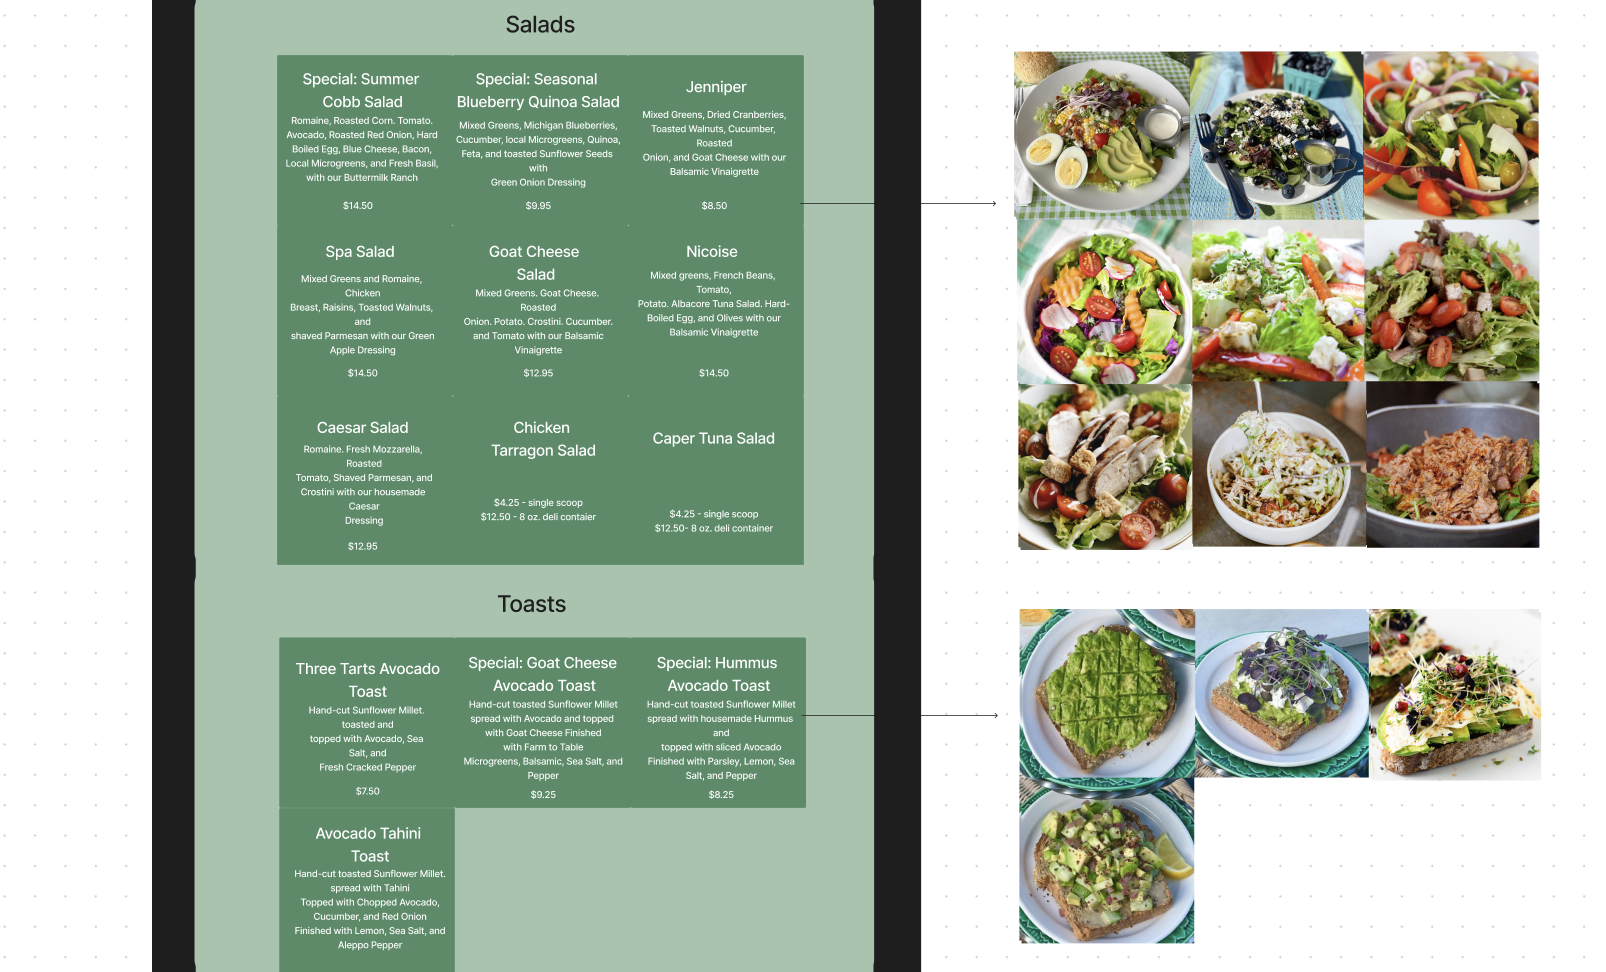 Salads
Special: Summer
Cobb Salad
Romaine, Roasted Corn. Tomato.
Avocado, Roasted Red Onion, Hard
Boiled Egg, Blue Cheese, Bacon,
Local Microgreens, and Fresh Basil,
with our Buttermilk Ranch
$14.50
Special: Seasonal
Blueberry Quinoa Salad
Mixed Greens, Michigan Blueberries,
Cucumber, local Microgreens, Quinoa,
Feta, and toasted Sunflower Seeds
with
Green Onion Dressing
$9.95
Jenniper
Mixed Greens, Dried Cranberries,
Toasted Walnuts, Cucumber,
Roasted
Onion, and Goat Cheese with our
Balsamic Vinaigrette
$8.50
Spa Salad
Mixed Greens and Romaine,
Chicken
Breast, Raisins, Toasted Walnuts,
and
shaved Parmesan with our Green
Apple Dressing
$14.50
Goat Cheese
Salad
Mixed Greens. Goat Cheese.
Roasted
Onion. Potato. Crostini. Cucumber.
and Tomato with our Balsamic
Vinaigrette
$12.95
Nicoise
Mixed greens, French Beans,
Tomato,
Potato. Albacore Tuna Salad. Hard-
Boiled Egg, and Olives with our
Balsamic Vinaigrette
$14.50
Caesar Salad
Romaine. Fresh Mozzarella,
Roasted
Tomato, Shaved Parmesan, and
Crostini with our housemade
Caesar
Dressing
$12.95
Chicken
Tarragon Salad
$4.25 - single scoop
$12.50 - 8 oz. deli contaier
Caper Tuna Salad
$4.25 - single scoop
$12.50- 8 oz. deli container
Toasts
Three Tarts Avocado
Toast
Hand-cut Sunflower Millet.
toasted and
topped with Avocado, Sea
Salt, and
Fresh Cracked Pepper
$7.50
Special: Goat Cheese
Avocado Toast
Hand-cut toasted Sunflower Millet
spread with Avocado and topped
with Goat Cheese Finished
with Farm to Table
Microgreens, Balsamic, Sea Salt, and
Pepper
$9.25
Special: Hummus
Avocado Toast
Hand-cut toasted Sunflower Millet
spread with housemade Hummus
and
topped with sliced Avocado
Finished with Parsley, Lemon, Sea
Salt, and Pepper
$8.25
Avocado Tahini
Toast
Hand-cut toasted Sunflower Millet.
spread with Tahini
Topped with Chopped Avocado,
Cucumber, and Red Onion
Finished with Lemon, Sea Salt, and
Aleppo Pepper